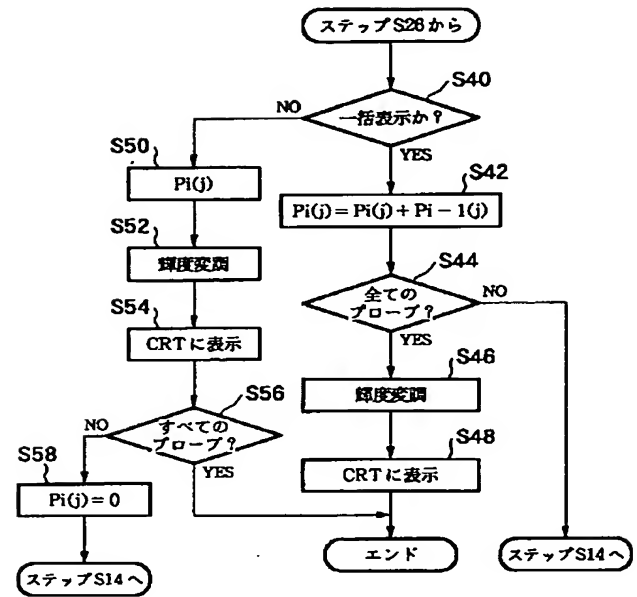 ステップS26から
S40
一括表示か?
NO
YES
S50
Pi(j)
S42
Pi(j)=Pi(j)+Pi−1(j)
S52
輝度変調
S44
全ての
プローブ?
NO
YES
S54
CRTに表示
S46
輝度変調
S56
すべての
プローブ?
NO
YES
S48
CRTに表示
S58
Pi(j)=0
ステップS14へ
エンド
ステップS14へ